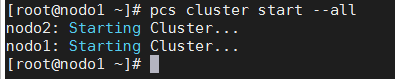 [root@nodo1 ~]# pcs cluster start --all
nodo2: Starting Cluster...
nodo1: Starting Cluster...
[root@nodo1 ~]#